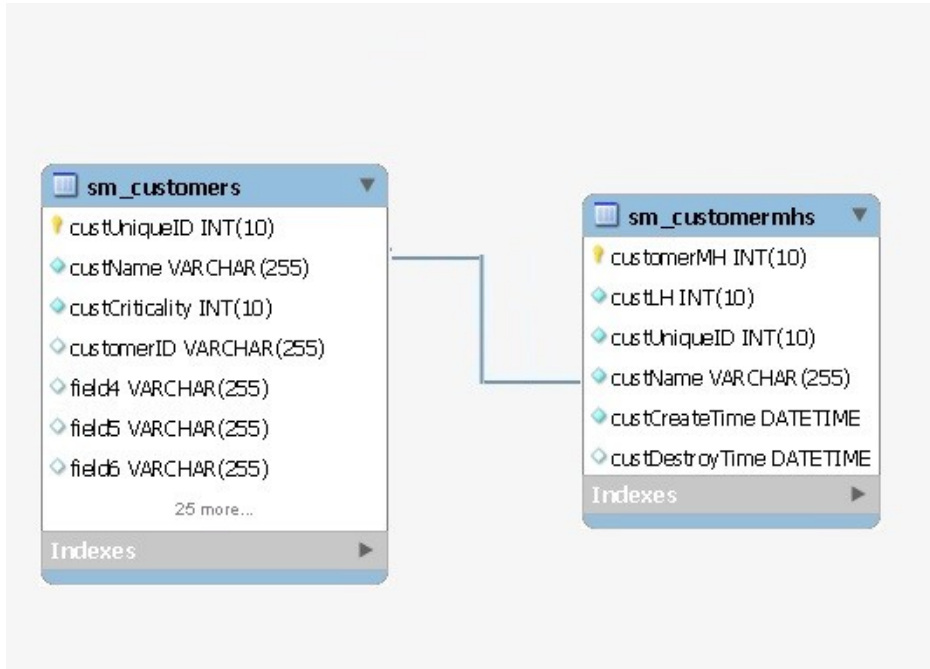 sm_customers
custUniqueID INT(10)
custName VARCHAR(255)
custCriticality INT(10)
customerID VARCHAR(255)
field4 VARCHAR(255)
field5 VARCHAR(255)
field6 VARCHAR(255)
25 more...
Indexes
sm_customermhs
customerMH INT(10)
custLH INT(10)
custUniqueID INT(10)
custName VARCHAR(255)
custCreateTime DATETIME
custDestroyTime DATETIME
Indexes